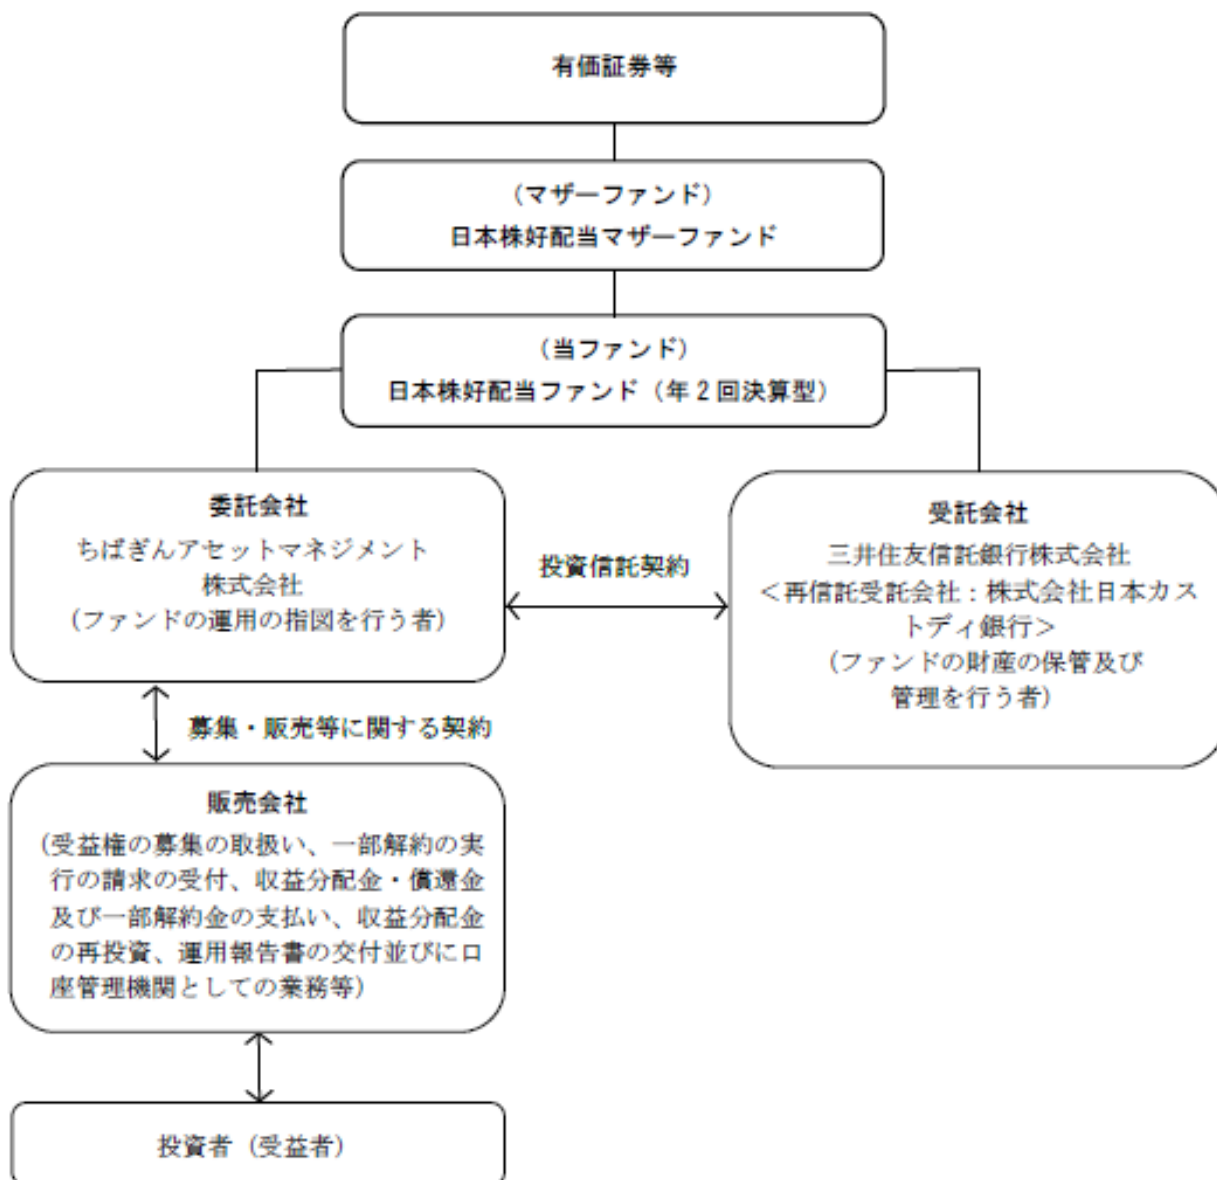 有価証券等
(マザーファンド)
日本株好配当マザーファンド
(当ファンド)
日本株好配当ファンド(年2回決算型)
委託会社
ちばぎんアセットマネジメント
株式会社
(ファンドの運用の指図を行う者)
投資信託契約
受託会社
三井住友信託銀行株式会社
<再信託受託会社:株式会社日本カス
トディ銀行>
(ファンドの財産の保管及び
管理を行う者)
募集・販売等に関する契約
販売会社
(受益権の募集の取扱い、一部解約の実
行の請求の受付、収益分配金・償還金
及び一部解約金の支払い、収益分配金
の再投資、運用報告書の交付並びに口
座管理機関としての業務等)
投資者(受益者)